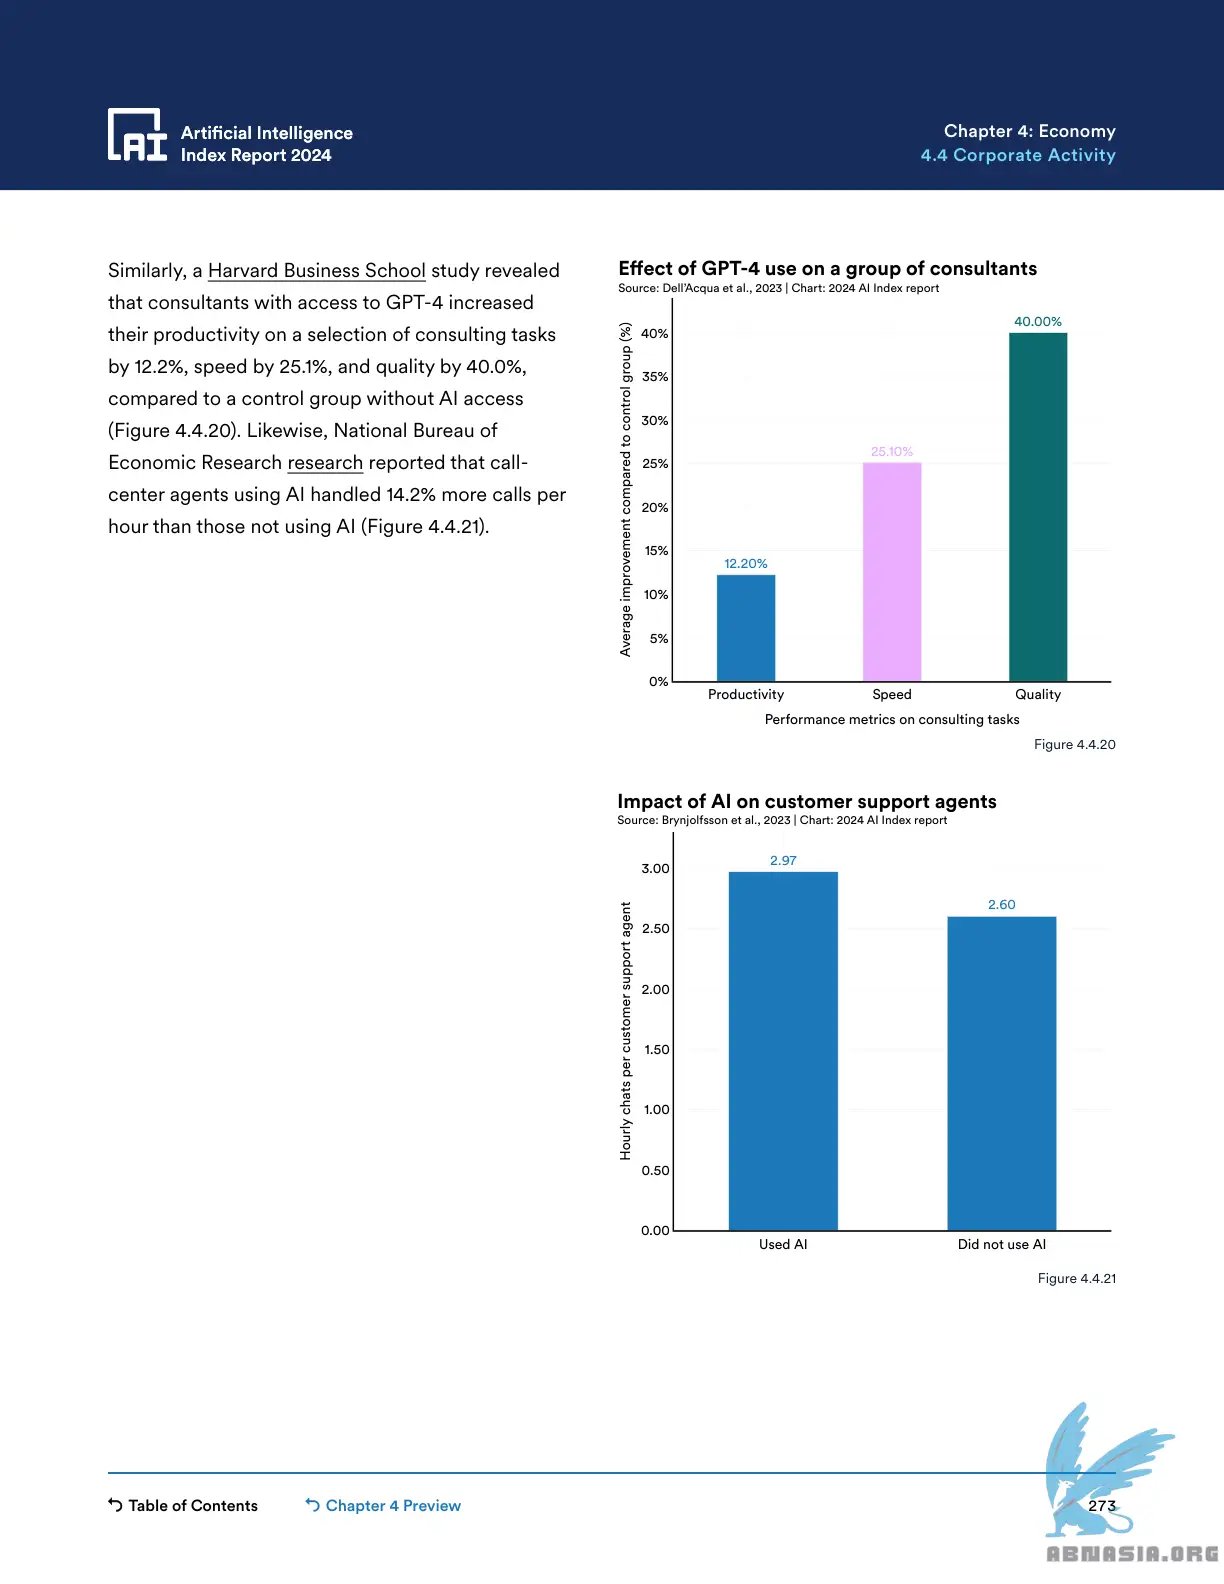 AI
Artificial Intelligence
Index Report 2024
Chapter 4: Economy
4.4 Corporate Activity
Similarly, a Harvard Business School study revealed
that consultants with access to GPT-4 increased
their productivity on a selection of consulting tasks
by 12.2%, speed by 25.1%, and quality by 40.0%,
compared to a control group without AI access
(Figure 4.4.20). Likewise, National Bureau of
Economic Research research reported that call-
center agents using AI handled 14.2% more calls per
hour than those not using AI (Figure 4.4.21).
Effect of GPT-4 use on a group of consultants
Source: Dell'Acqua et al., 2023 | Chart: 2024 AI Index report
Average improvement compared to control group (%)
40%
35%
30%
25%
20%
15%
10%
5%
0%
12.20%
25.10%
40.00%
Productivity
Speed
Quality
Performance metrics on consulting tasks
Figure 4.4.20
Impact of AI on customer support agents
Source: Brynjolfsson et al., 2023 | Chart: 2024 AI Index report
Hourly chats per customer support agent
3.00
2.50
2.00
1.50
1.00
0.50
0.00
2.97
2.60
Used AI
Did not use AI
Figure 4.4.21
Table of Contents
Chapter 4 Preview
273
ABNASIA.ORG